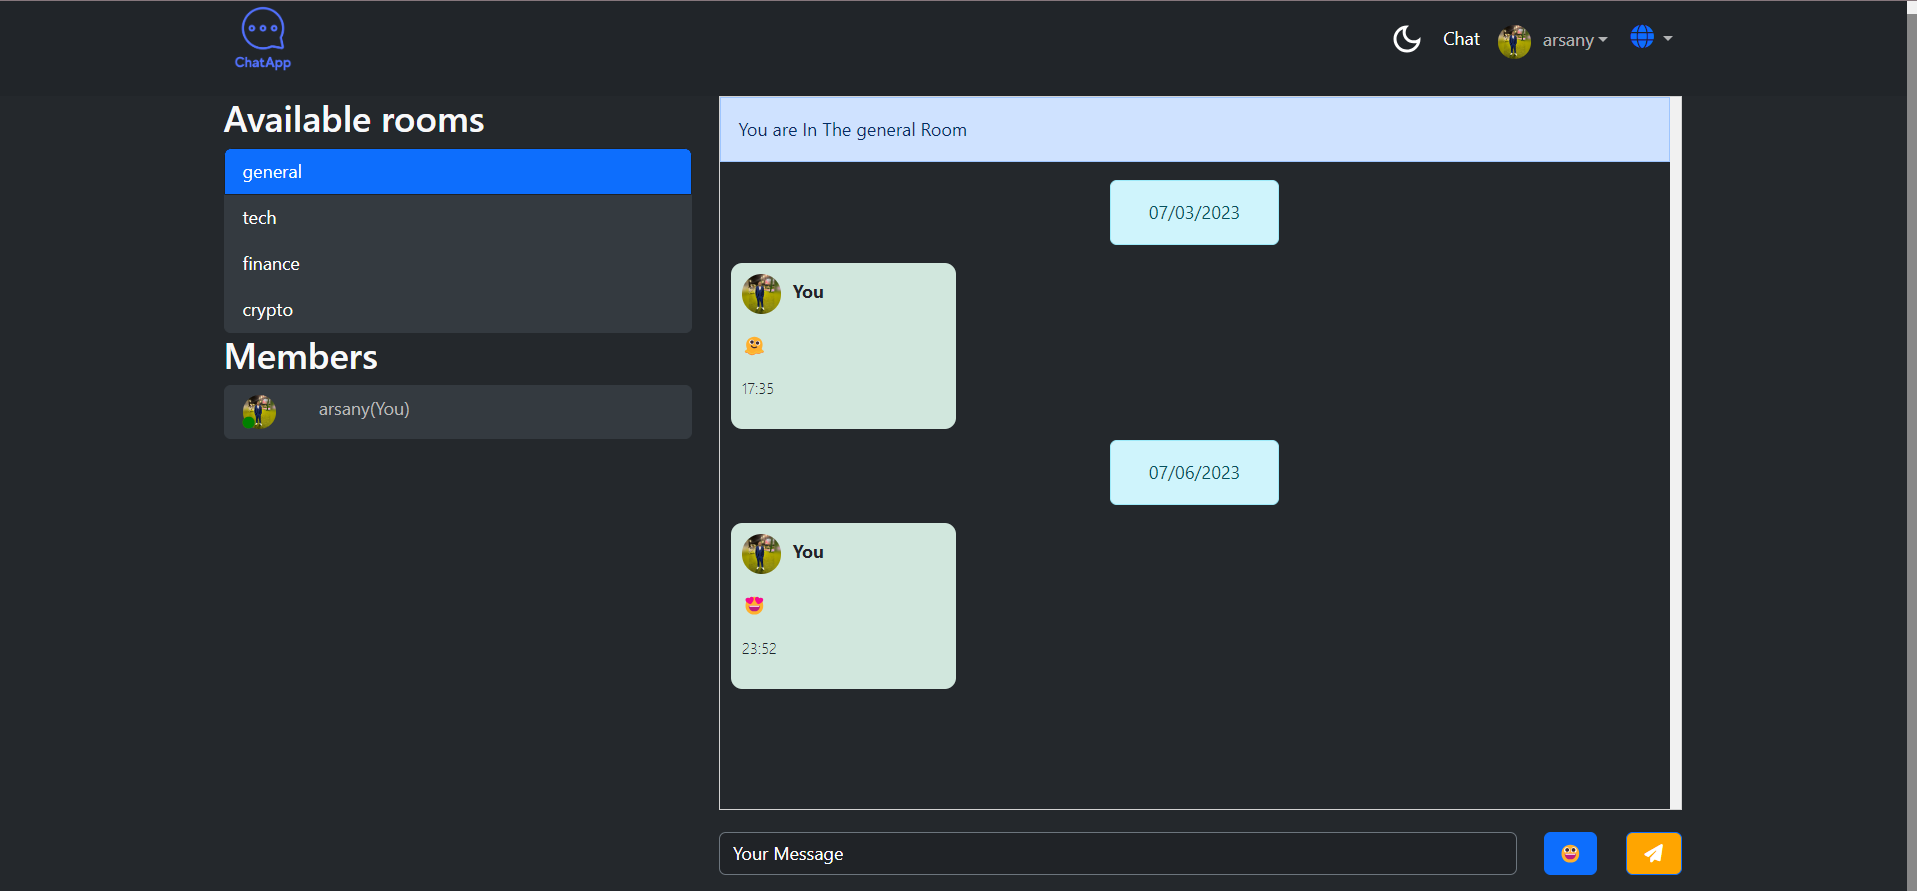 ChatApp
Chat
arsany
Available rooms
general
tech
finance
crypto
Members
arsany(You)
You are In The general Room
07/03/2023
You
17:35
07/06/2023
You
23:52
Your Message